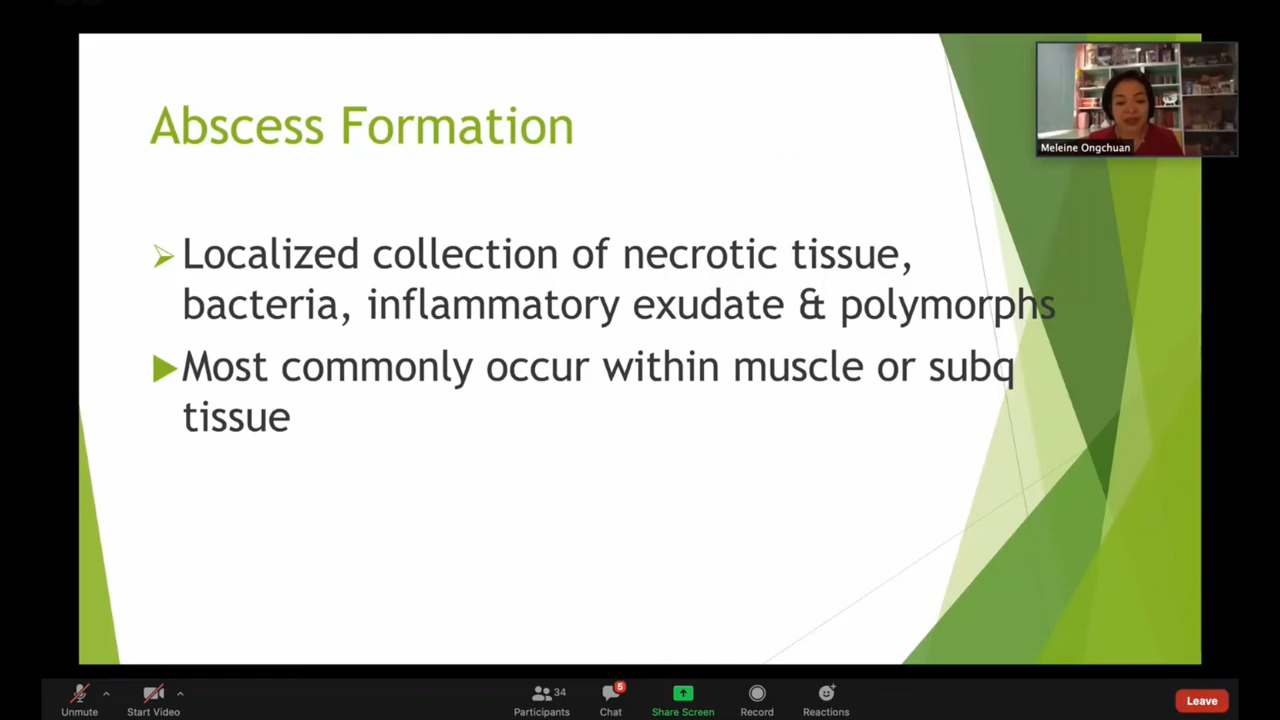 Abscess Formation
Meleine Ongchuan
Localized collection of necrotic tissue,
bacteria, inflammatory exudate & polymorphs
Most commonly occur within muscle or subq
tissue
Unmute
Start Video
34
Participants
5
Chat
Share Screen
Record
Reactions
Leave